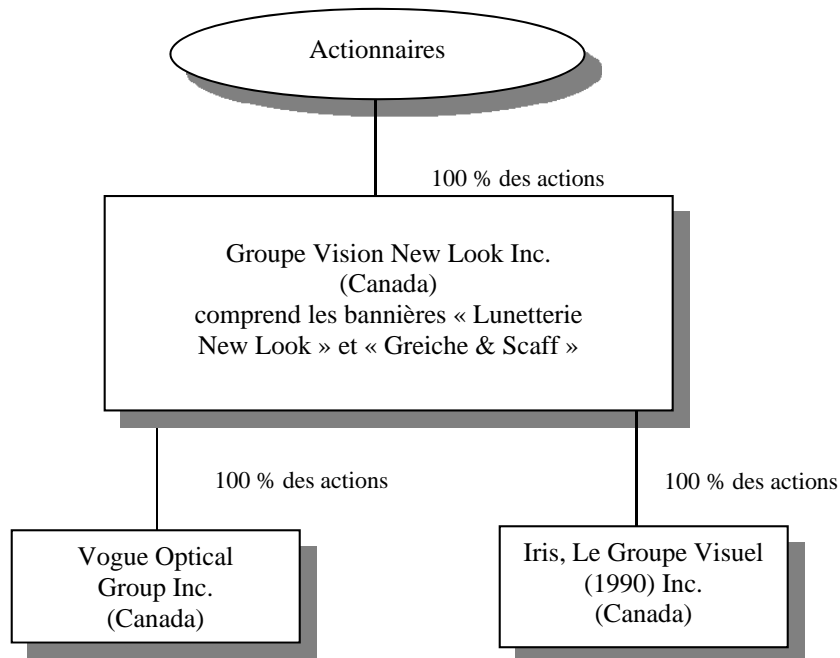 Actionnaires
100 % des actions
Groupe Vision New Look Inc.
(Canada)
comprend les bannières « Lunetterie
New Look » et « Greiche & Scaff »
100 % des actions
100 % des actions
Vogue Optical
Group Inc.
(Canada)
Iris, Le Groupe Visuel
(1990) Inc.
(Canada)